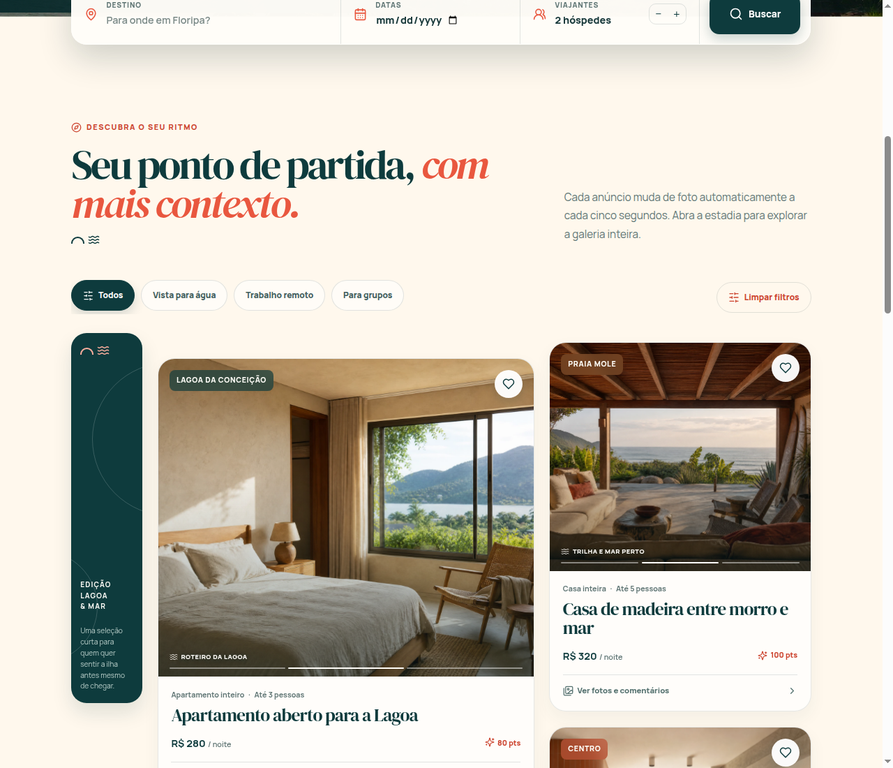 DESTINO
Para onde em Floripa?
DATAS
mm/dd/yyyy
VIAJANTES
2 hóspedes
− +
Buscar
DESCUBRA O SEU RITMO
Seu ponto de partida, com
mais contexto.
Cada anúncio muda de foto automaticamente a
cada cinco segundos. Abra a estadia para explorar
a galeria inteira.
Todos
Vista para água
Trabalho remoto
Para grupos
Limpar filtros
EDIÇÃO
LAGOA
& MAR
Uma seleção
curta para
quem quer
sentir a ilha
antes mesmo
de chegar.
LAGOA DA CONCEIÇÃO
ROTEIRO DA LAGOA
Apartamento inteiro · Até 3 pessoas
Apartamento aberto para a Lagoa
R$ 280 / noite
80 pts
PRAIA MOLE
TRILHA E MAR PERTO
Casa inteira · Até 5 pessoas
Casa de madeira entre morro e
mar
R$ 320 / noite
100 pts
Ver fotos e comentários
CENTRO